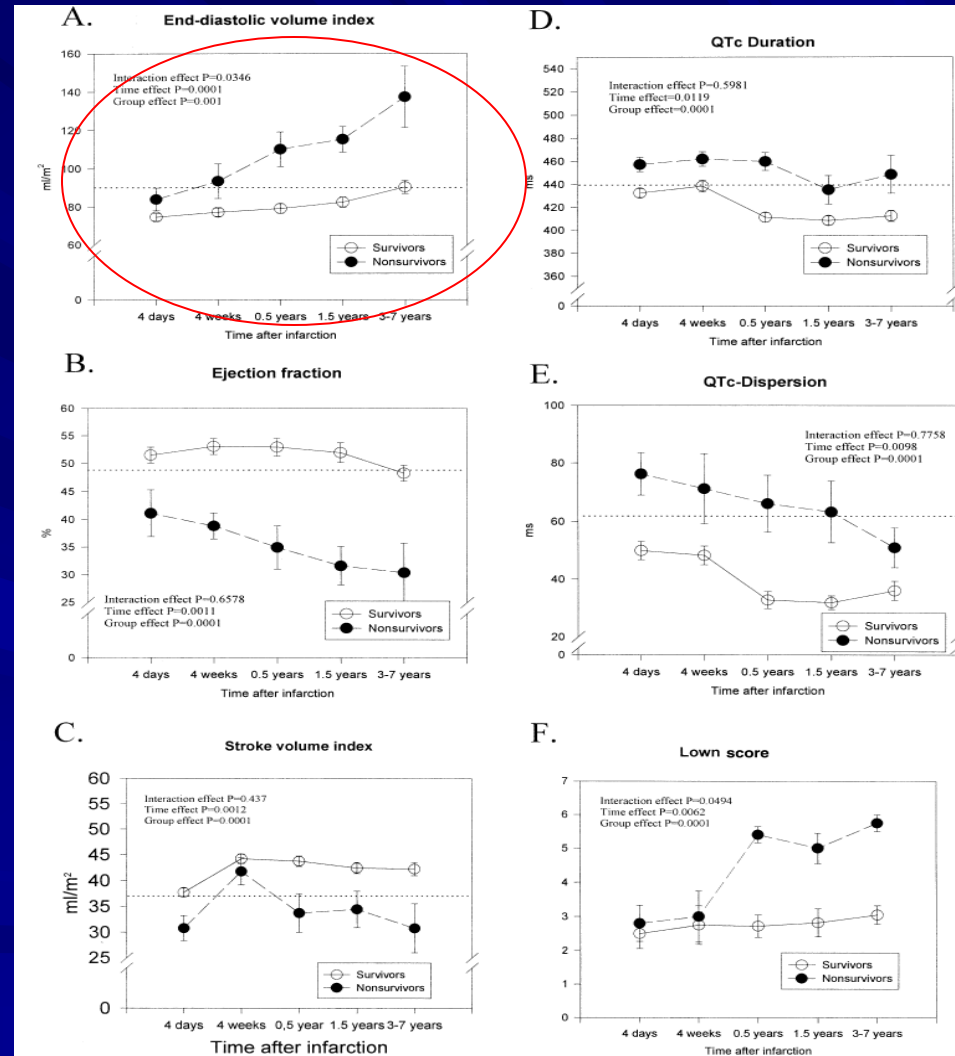 A.
End-diastolic volume index
160
140
120
100
80
60
0
ml/m²
Interaction effect P=0.0346
Time effect P=0.0001
Group effect P=0.001
Survivors
Nonsurvivors
4 days 4 weeks 0.5 years 1.5 years 3-7 years
Time after infarction
B.
Ejection fraction
60
55
50
45
40
35
30
25
0
%
Interaction effect P=0.6578
Time effect P=0.0011
Group effect P=0.0001
Survivors
Nonsurvivors
4 days 4 weeks 0.5 years 1.5 years 3-7 years
Time after infarction
C.
Stroke volume index
60
55
50
45
40
35
30
25
0
ml/m²
Interaction effect P=0.437
Time effect P=0.0012
Group effect P=0.0001
Survivors
Nonsurvivors
4 days 4 weeks 0,5 year 1.5 years 3-7 years
Time after infarction
D.
QTc Duration
540
520
500
480
460
440
420
400
380
360
0
ms
Interaction effect P=0.5981
Time effect=0.0119
Group effect=0.0001
Survivors
Nonsurvivors
4 days 4 weeks 0.5 years 1.5 years 3-7 years
Time after infarction
E.
QTc-Dispersion
100
80
60
40
20
0
ms
Interaction effect P=0.7758
Time effect P=0.0098
Group effect P=0.0001
Survivors
Nonsurvivors
4 days 4 weeks 0.5 years 1.5 years 3-7 years
Time after infarction
F.
Lown score
7
6
5
4
3
2
1
0
Interaction effect P=0.0494
Time effect P=0.0062
Group effect P=0.0001
Survivors
Nonsurvivors
4 days 4 weeks 0.5 years 1.5 years 3-7 years
Time after infarction